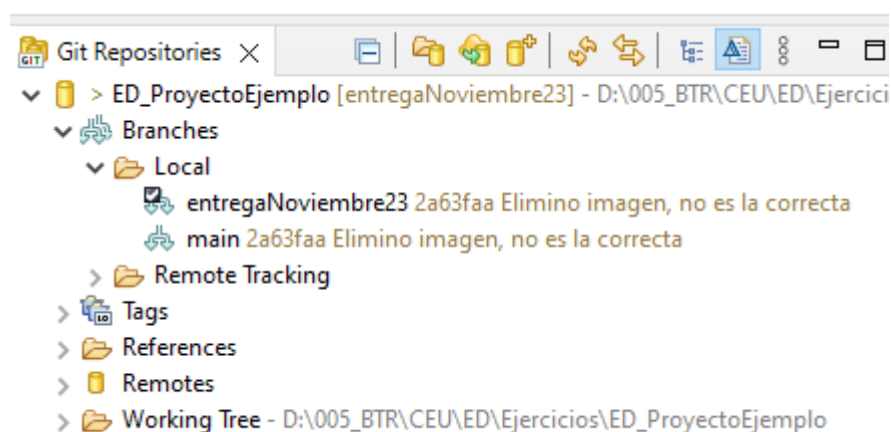 Git Repositories
> ED_ProyectoEjemplo [entregaNoviembre23] - D:\005_BTR\CEU\ED\Ejercici
Branches
Local
entregaNoviembre23 2a63faa Elimino imagen, no es la correcta
main 2a63faa Elimino imagen, no es la correcta
Remote Tracking
Tags
References
Remotes
Working Tree - D:\005_BTR\CEU\ED\Ejercicios\ED_ProyectoEjemplo